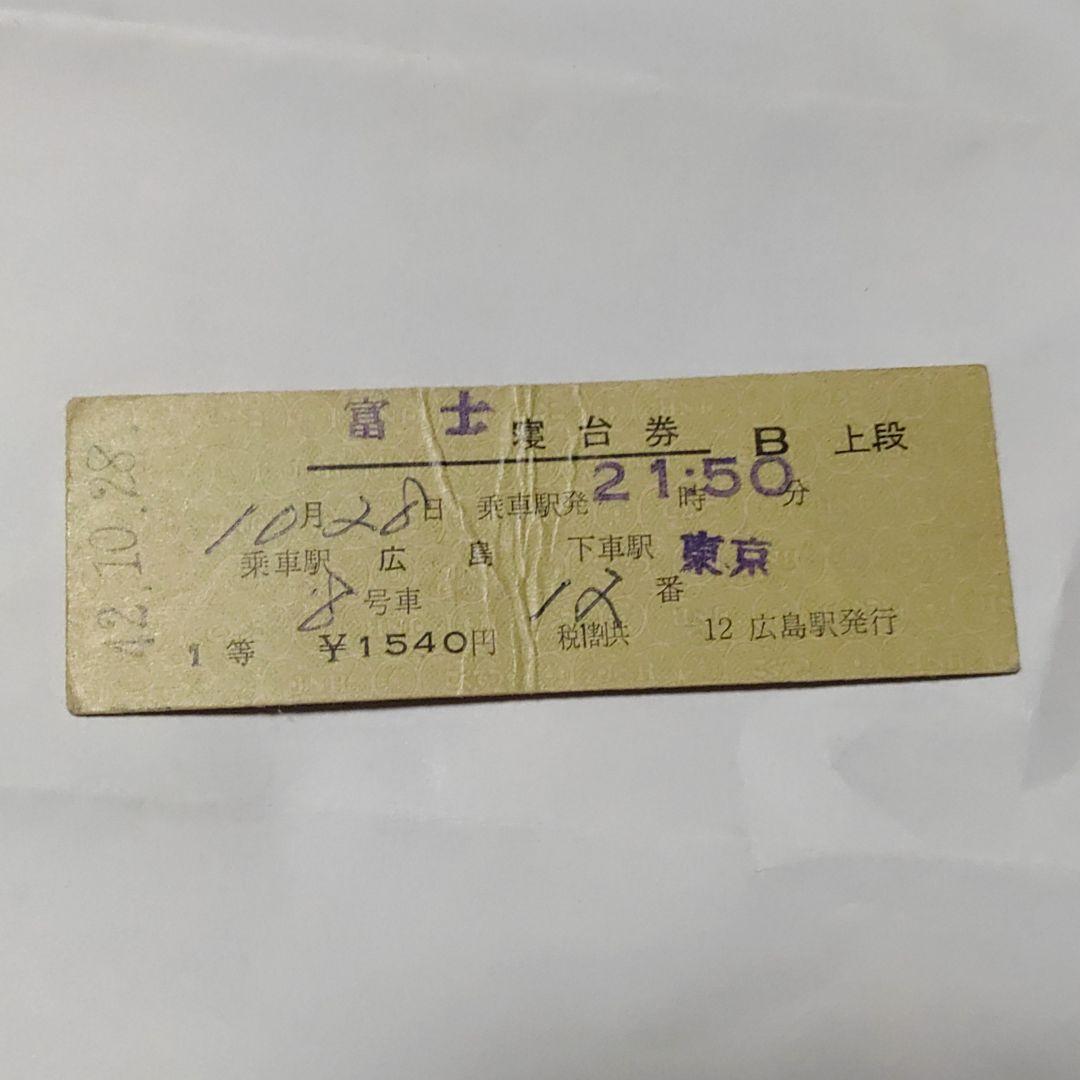 富士 寝台券 B 上段
10月28日 乗車駅発 21時50分
乗車駅 広島 下車駅 東京
8号車 12番
1等 ¥1540円 税1割共 12 広島駅発行
42.10.28.